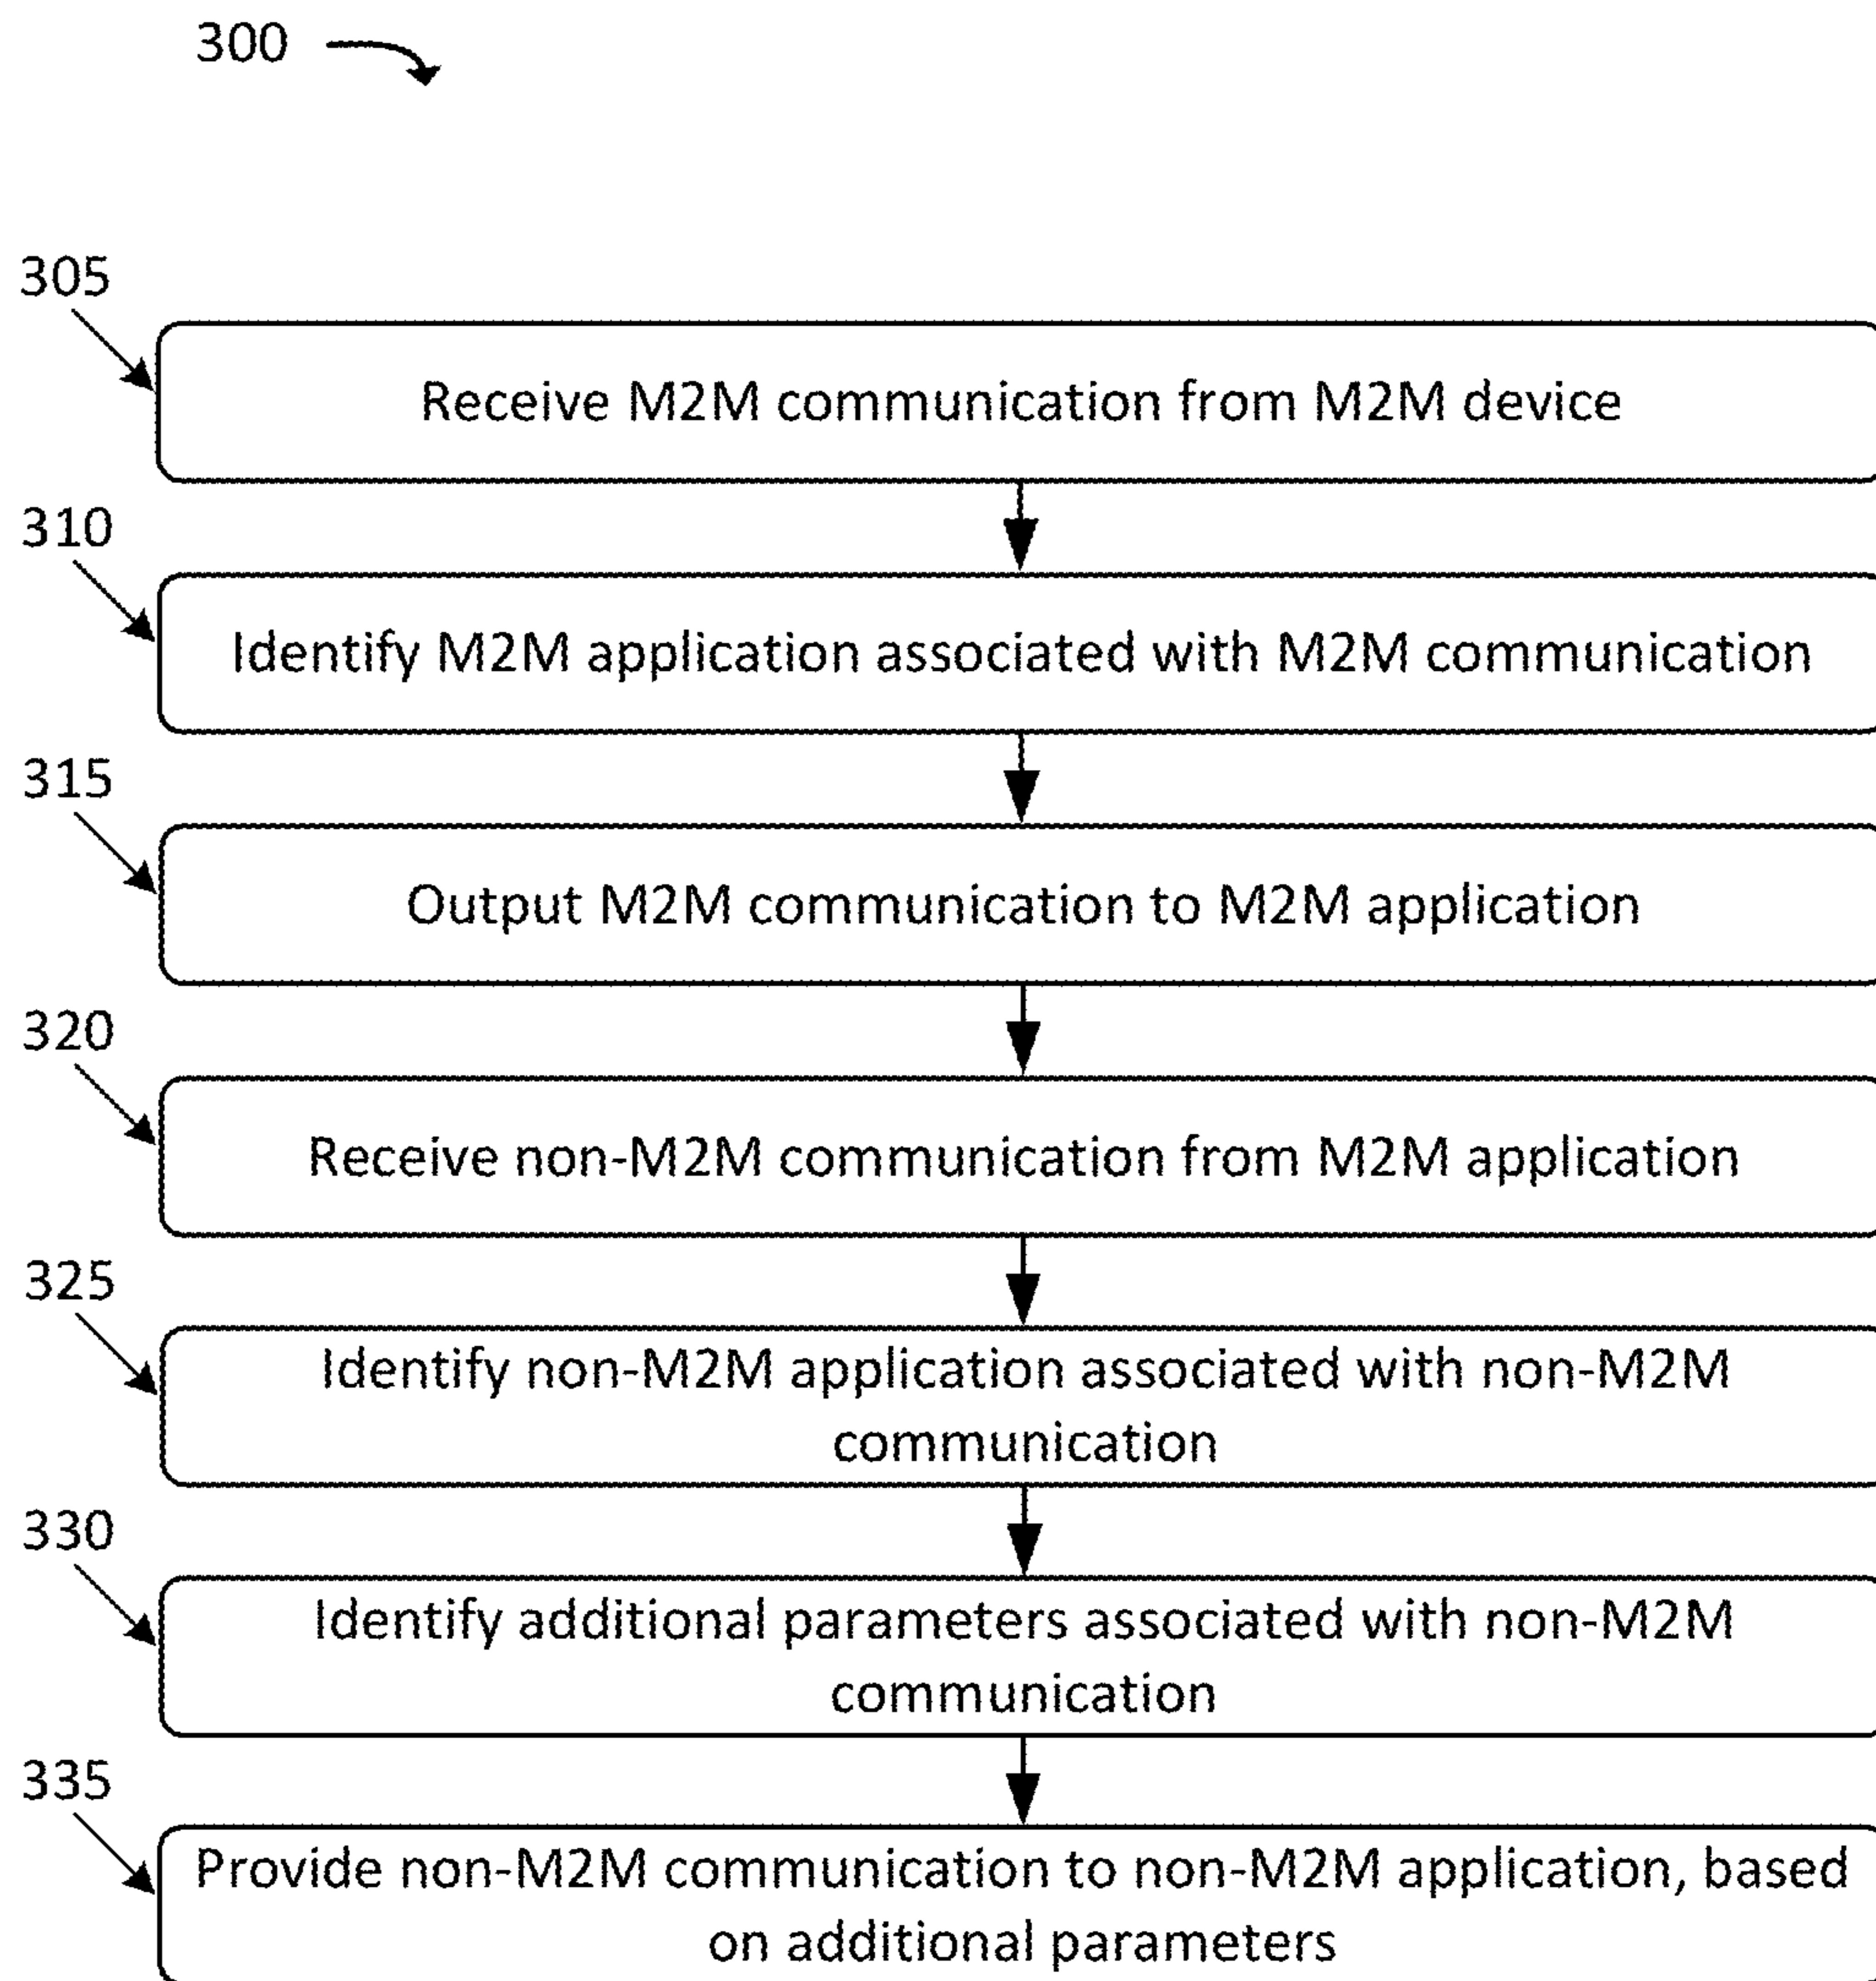 300
305
Receive M2M communication from M2M device
310
Identify M2M application associated with M2M communication
315
Output M2M communication to M2M application
320
Receive non-M2M communication from M2M application
325
Identify non-M2M application associated with non-M2M
communication
330
Identify additional parameters associated with non-M2M
communication
335
Provide non-M2M communication to non-M2M application, based
on additional parameters